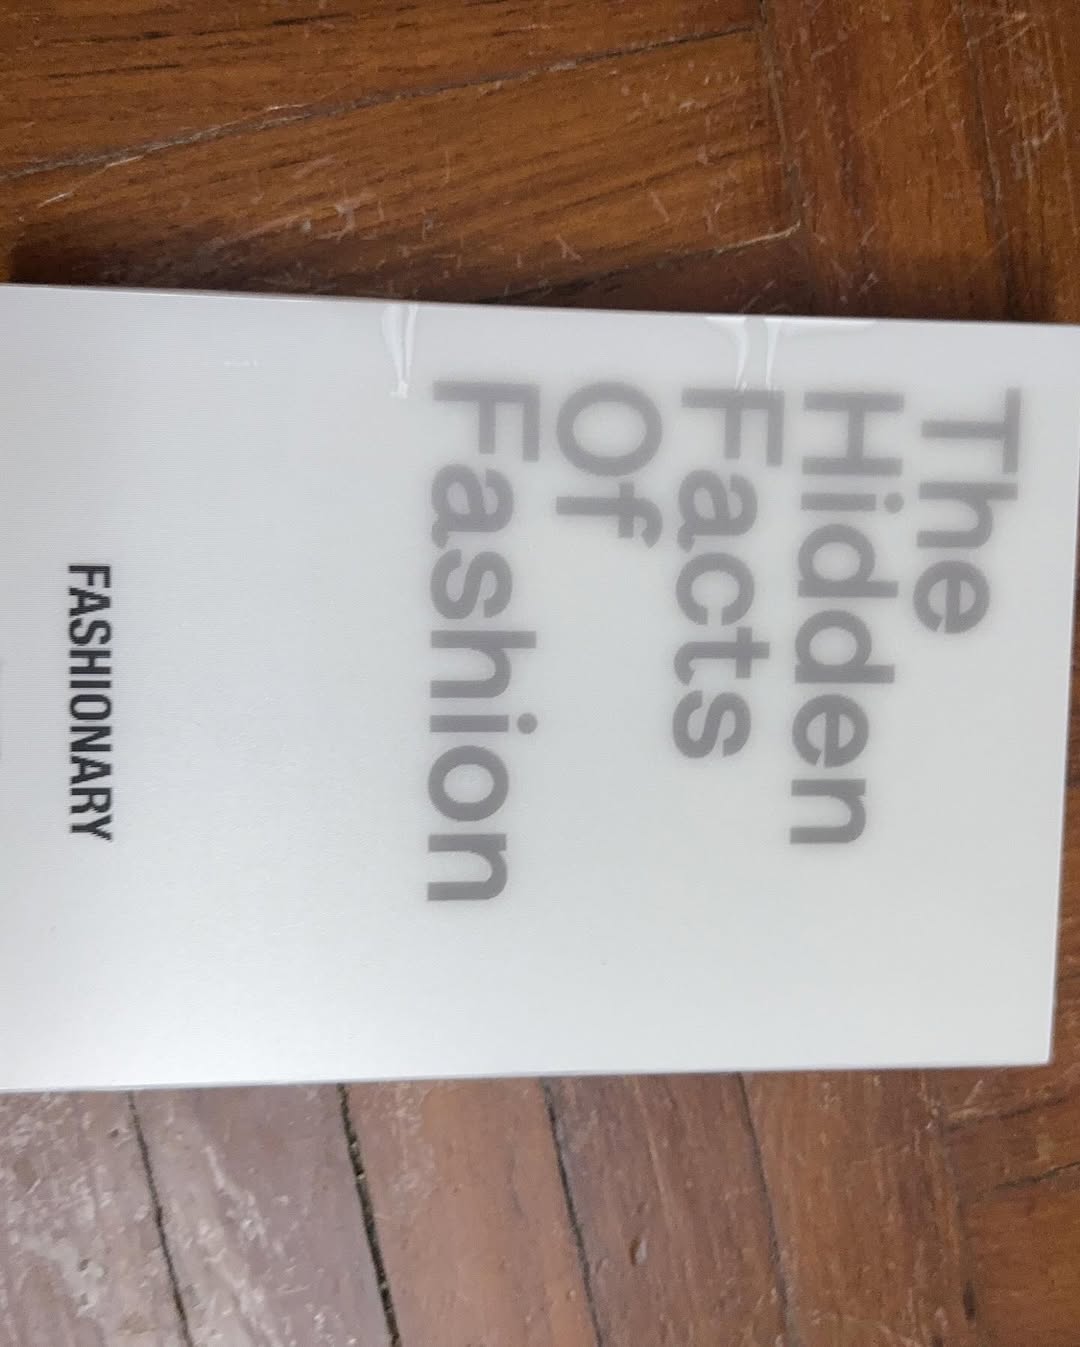 The
Hidden
Facts
Of
Fashion
FASHIONARY